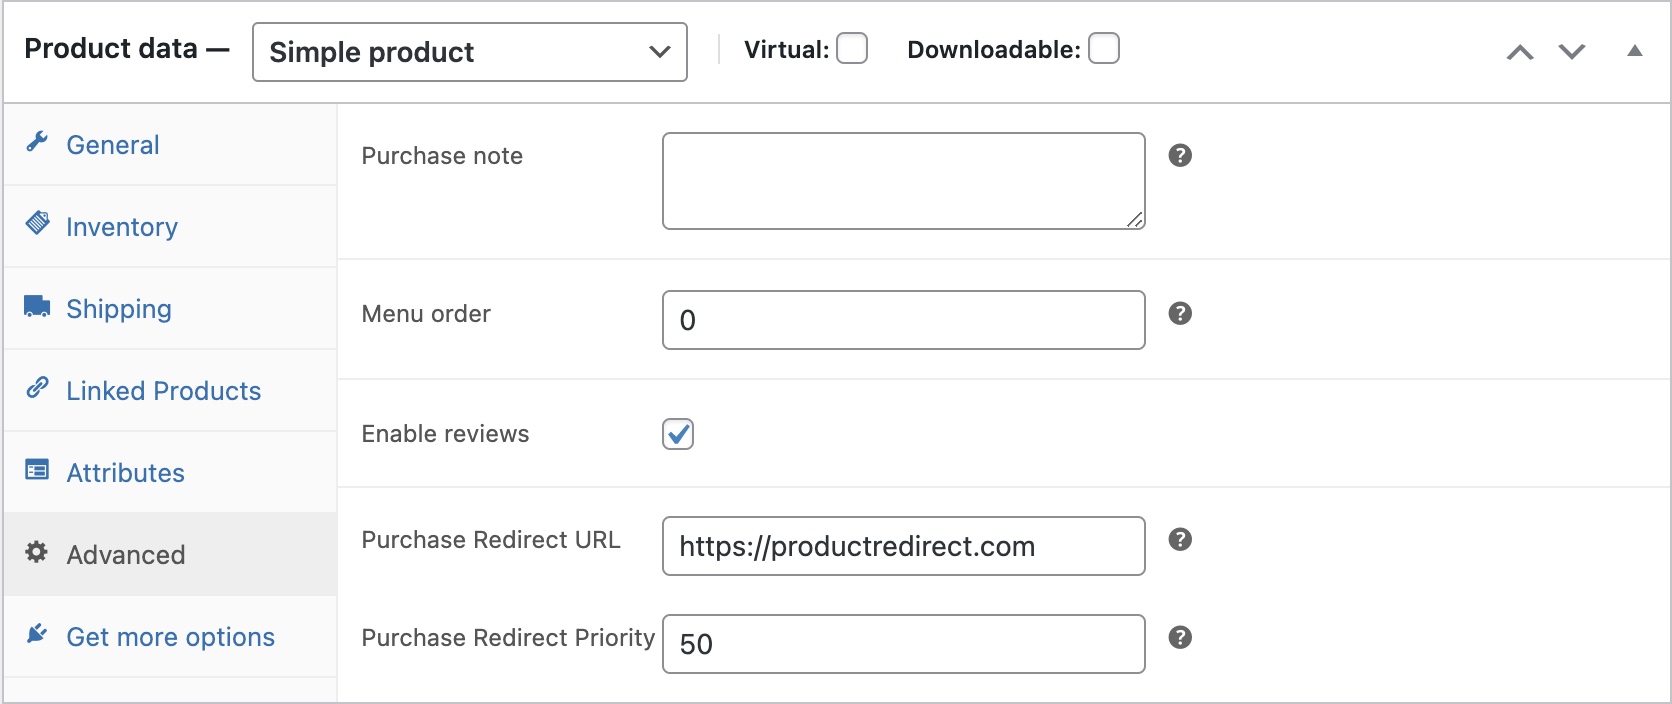 Product data — Simple product Virtual: Downloadable:
General
Inventory
Shipping
Linked Products
Attributes
Advanced
Get more options
Purchase note ?
Menu order 0 ?
Enable reviews
Purchase Redirect URL https://productredirect.com ?
Purchase Redirect Priority 50 ?